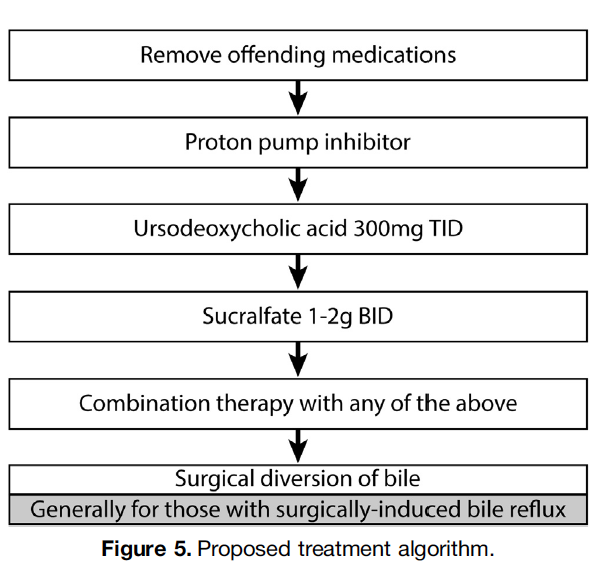 Remove offending medications
Proton pump inhibitor
Ursodeoxycholic acid 300mg TID
Sucralfate 1-2g BID
Combination therapy with any of the above
Surgical diversion of bile
Generally for those with surgically-induced bile reflux
Figure 5. Proposed treatment algorithm.